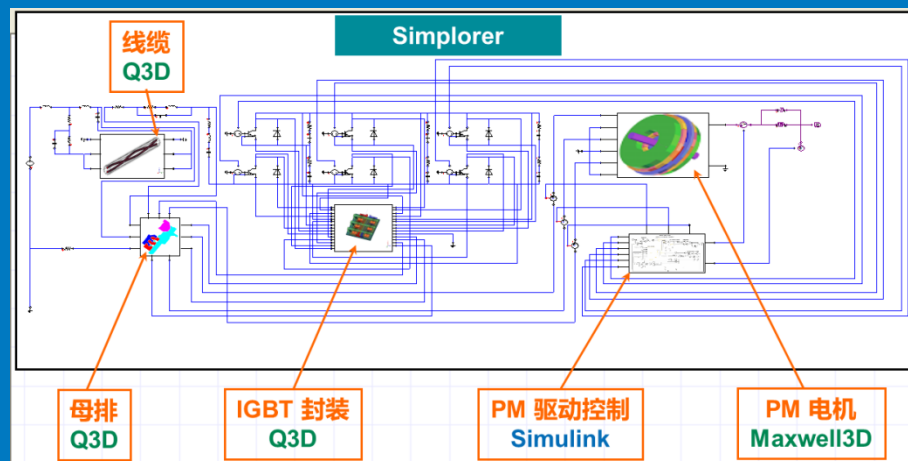 Simplorer
线缆
Q3D
母排
Q3D
IGBT 封装
Q3D
PM 驱动控制
Simulink
PM 电机
Maxwell3D